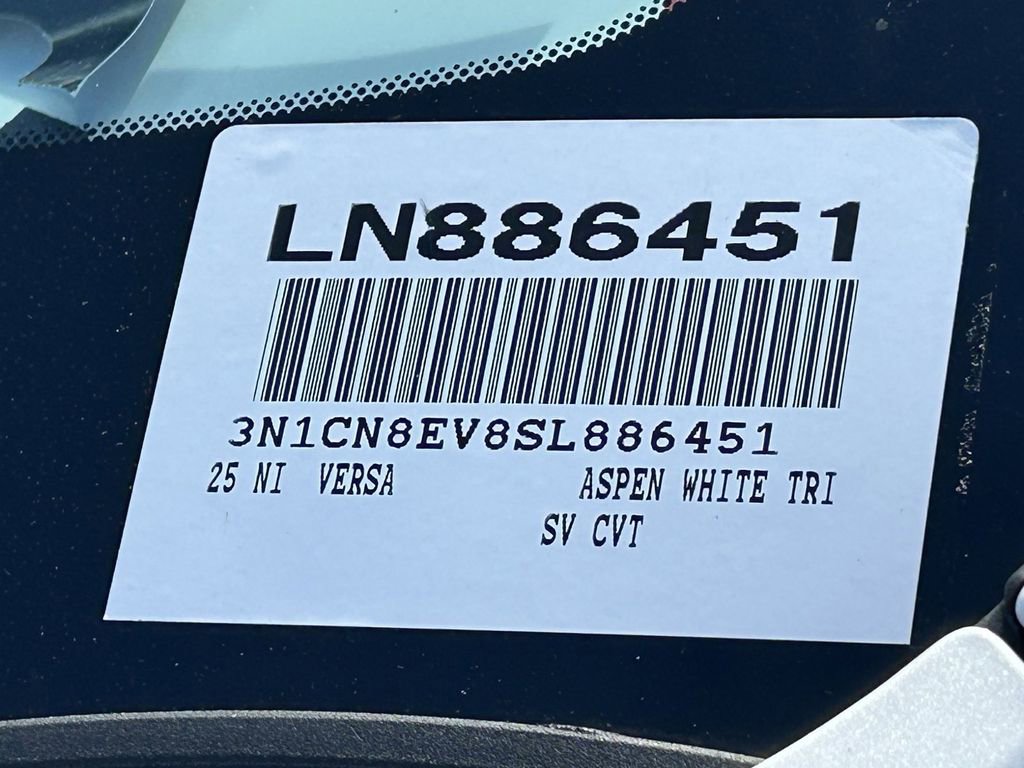 LN886451
3N1CN8EV8SL886451
25 NI VERSA ASPEN WHITE TRI
SV CVT